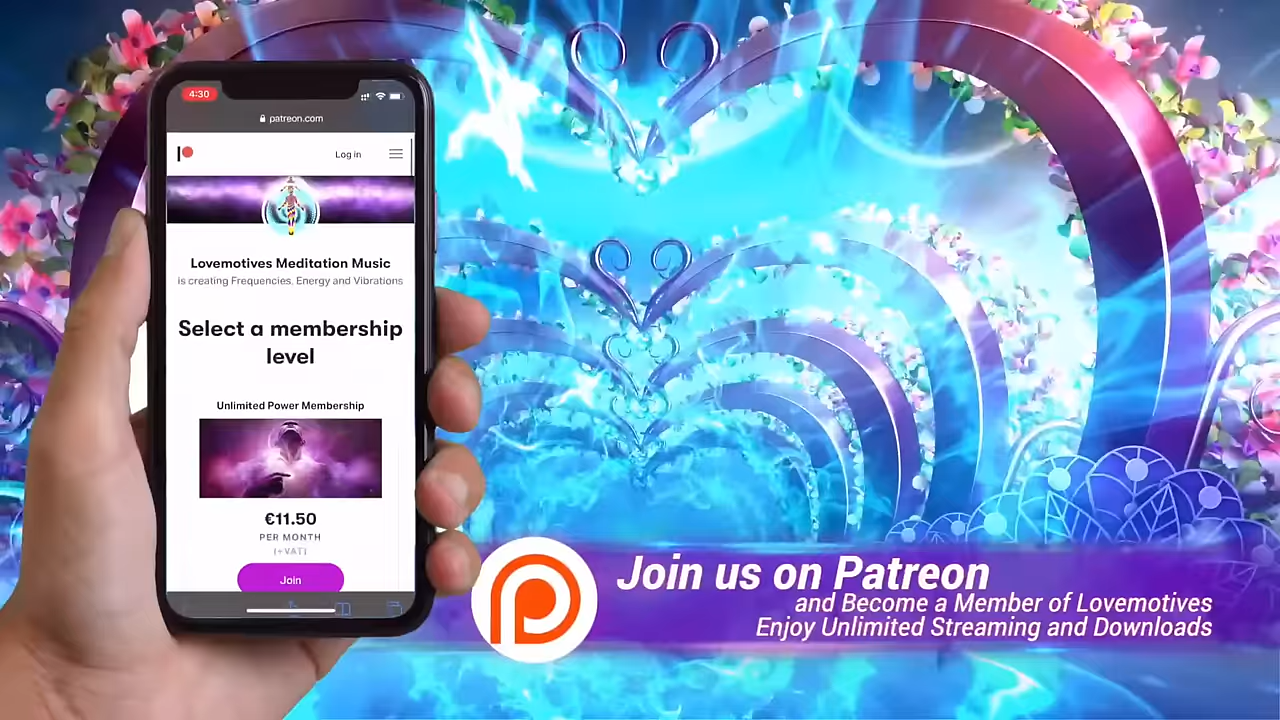 4:30
patreon.com
Log in
Lovemotives Meditation Music
is creating Frequencies, Energy and Vibrations
Select a membership
level
Unlimited Power Membership
€11.50
PER MONTH
(+VAT)
Join
Join us on Patreon
and Become a Member of Lovemotives
Enjoy Unlimited Streaming and Downloads